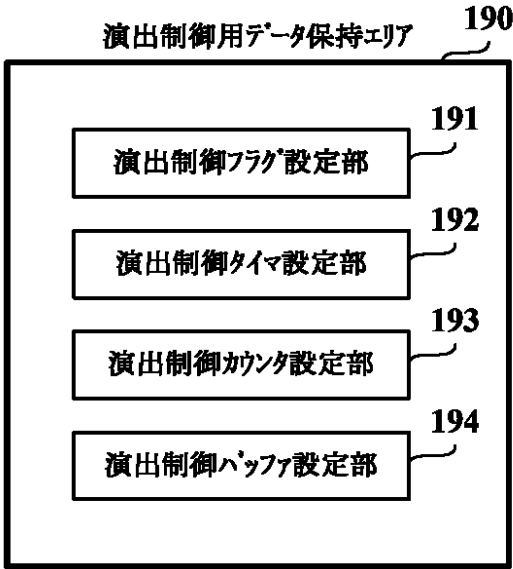 190
演出制御用データ保持エリア
191
演出制御フラグ設定部
192
演出制御タイマ設定部
193
演出制御カウンタ設定部
194
演出制御バッファ設定部